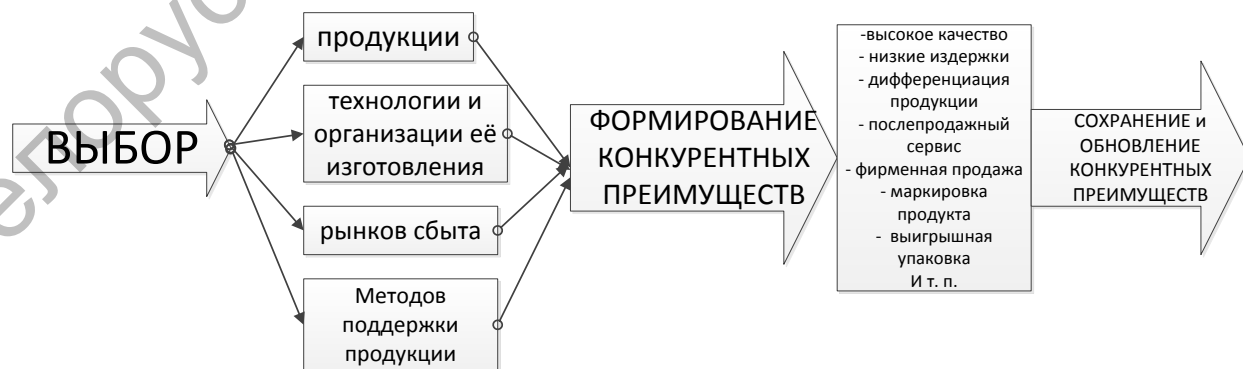 ВЫБОР
продукции
технологии и
организации её
изготовления
рынков сбыта
Методов
поддержки
продукции
ФОРМИРОВАНИЕ
КОНКУРЕНТНЫХ
ПРЕИМУЩЕСТВ
-высокое качество
- низкие издержки
- дифференциация
продукции
- послепродажный
сервис
- фирменная продажа
- маркировка
продукта
- выигрышная
упаковка
И т. п.
СОХРАНЕНИЕ и
ОБНОВЛЕНИЕ
КОНКУРЕНТНЫХ
ПРЕИМУЩЕСТВ